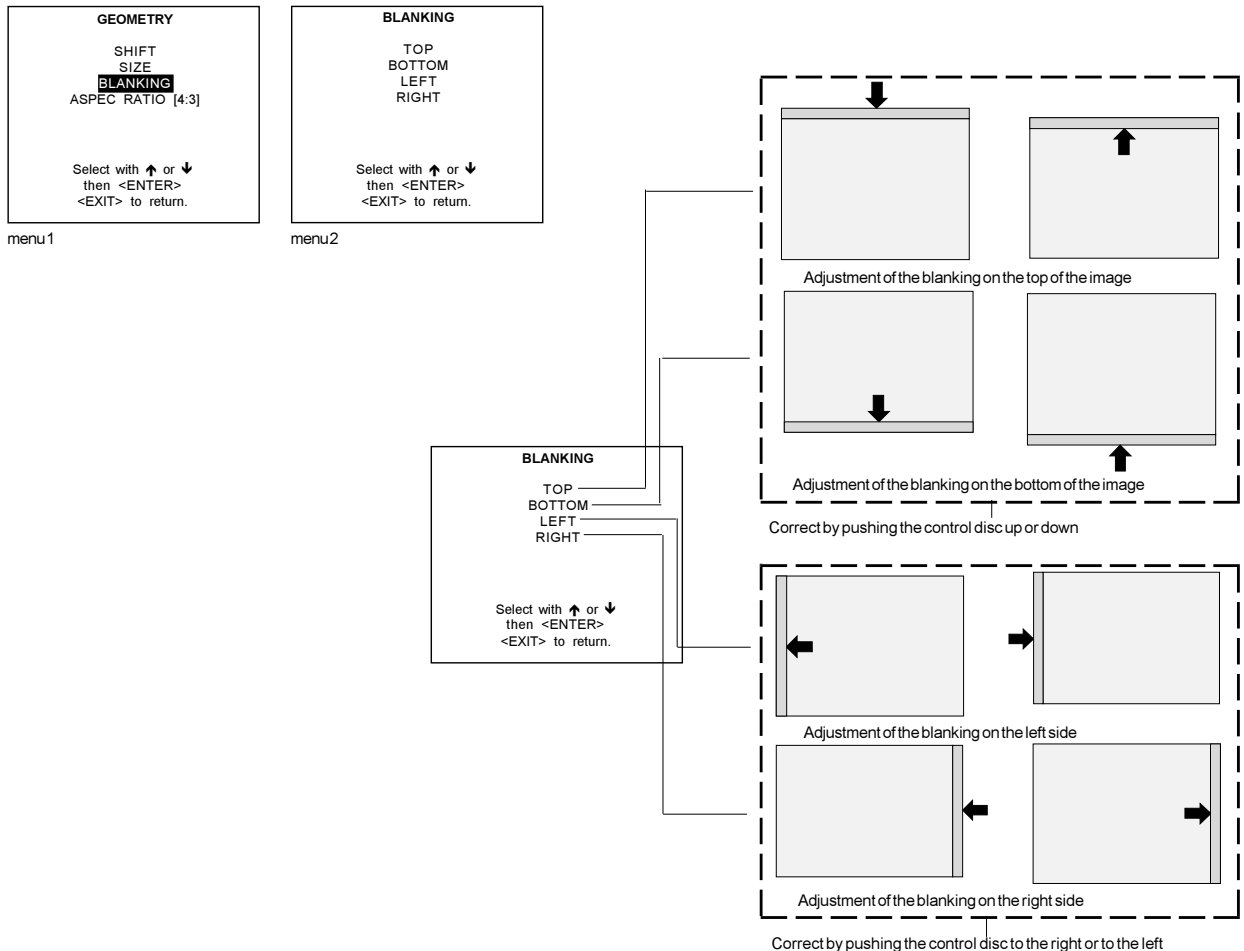 GEOMETRY
SHIFT
SIZE
BLANKING
ASPEC RATIO [4:3]
Select with ↑ or ↓
then <ENTER>
<EXIT> to return.
menu1
BLANKING
TOP
BOTTOM
LEFT
RIGHT
Select with ↑ or ↓
then <ENTER>
<EXIT> to return.
menu2
Adjustment of the blanking on the top of the image
Adjustment of the blanking on the bottom of the image
Correct by pushing the control disc up or down
BLANKING
TOP
BOTTOM
LEFT
RIGHT
Select with ↑ or ↓
then <ENTER>
<EXIT> to return.
Adjustment of the blanking on the left side
Adjustment of the blanking on the right side
Correct by pushing the control disc to the right or to the left